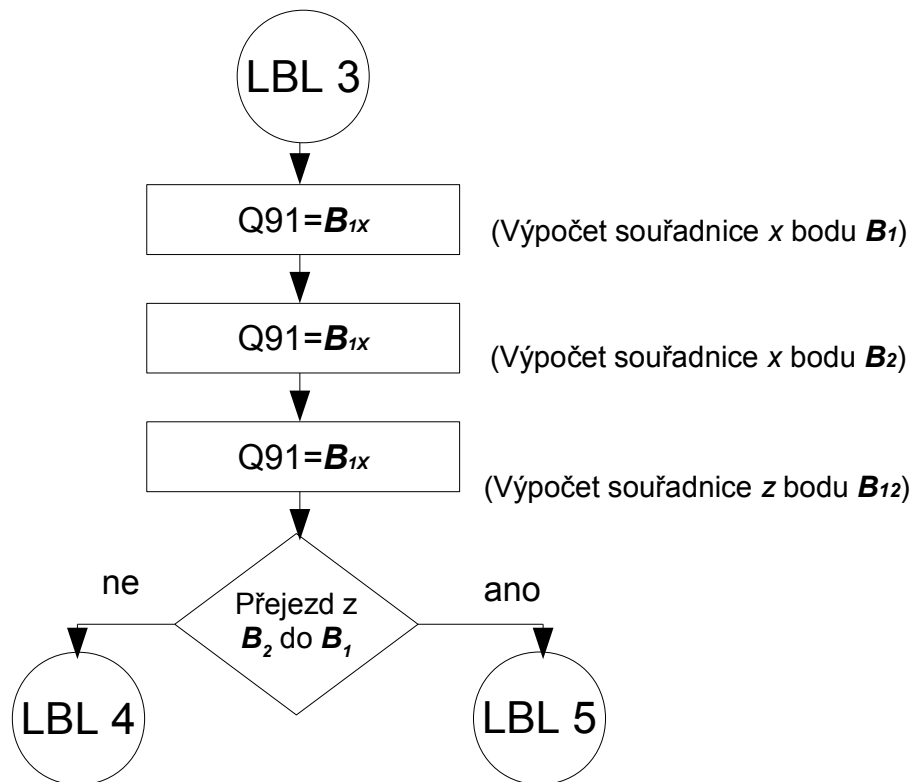 LBL 3
Q91=B1X
(Výpočet souřadnice x bodu B1)
Q91=B1X
(Výpočet souřadnice x bodu B2)
Q91=B1X
(Výpočet souřadnice z bodu B12)
ne
ano
Přejezd z
B2 do B1
LBL 4
LBL 5